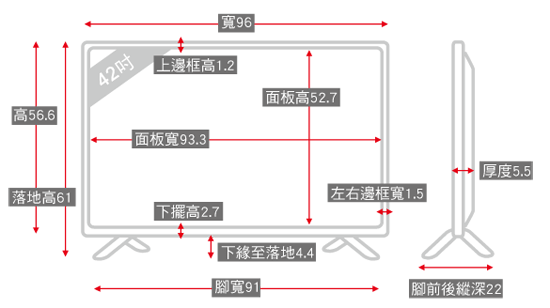 寬96
42吋
上邊框高1.2
面板高52.7
高56.6
面板寬93.3
厚度5.5
落地高61
左右邊框寬1.5
下擺高2.7
下緣至落地4.4
腳寬91
腳前後縱深22